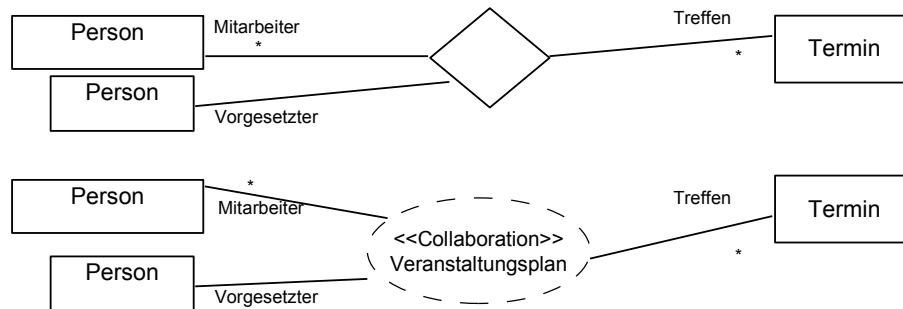 Person
Mitarbeiter
*
Person
Vorgesetzter
Treffen
*
Termin
Person
*
Mitarbeiter
Person
Vorgesetzter
<<Collaboration>>
Veranstaltungsplan
Treffen
*
Termin